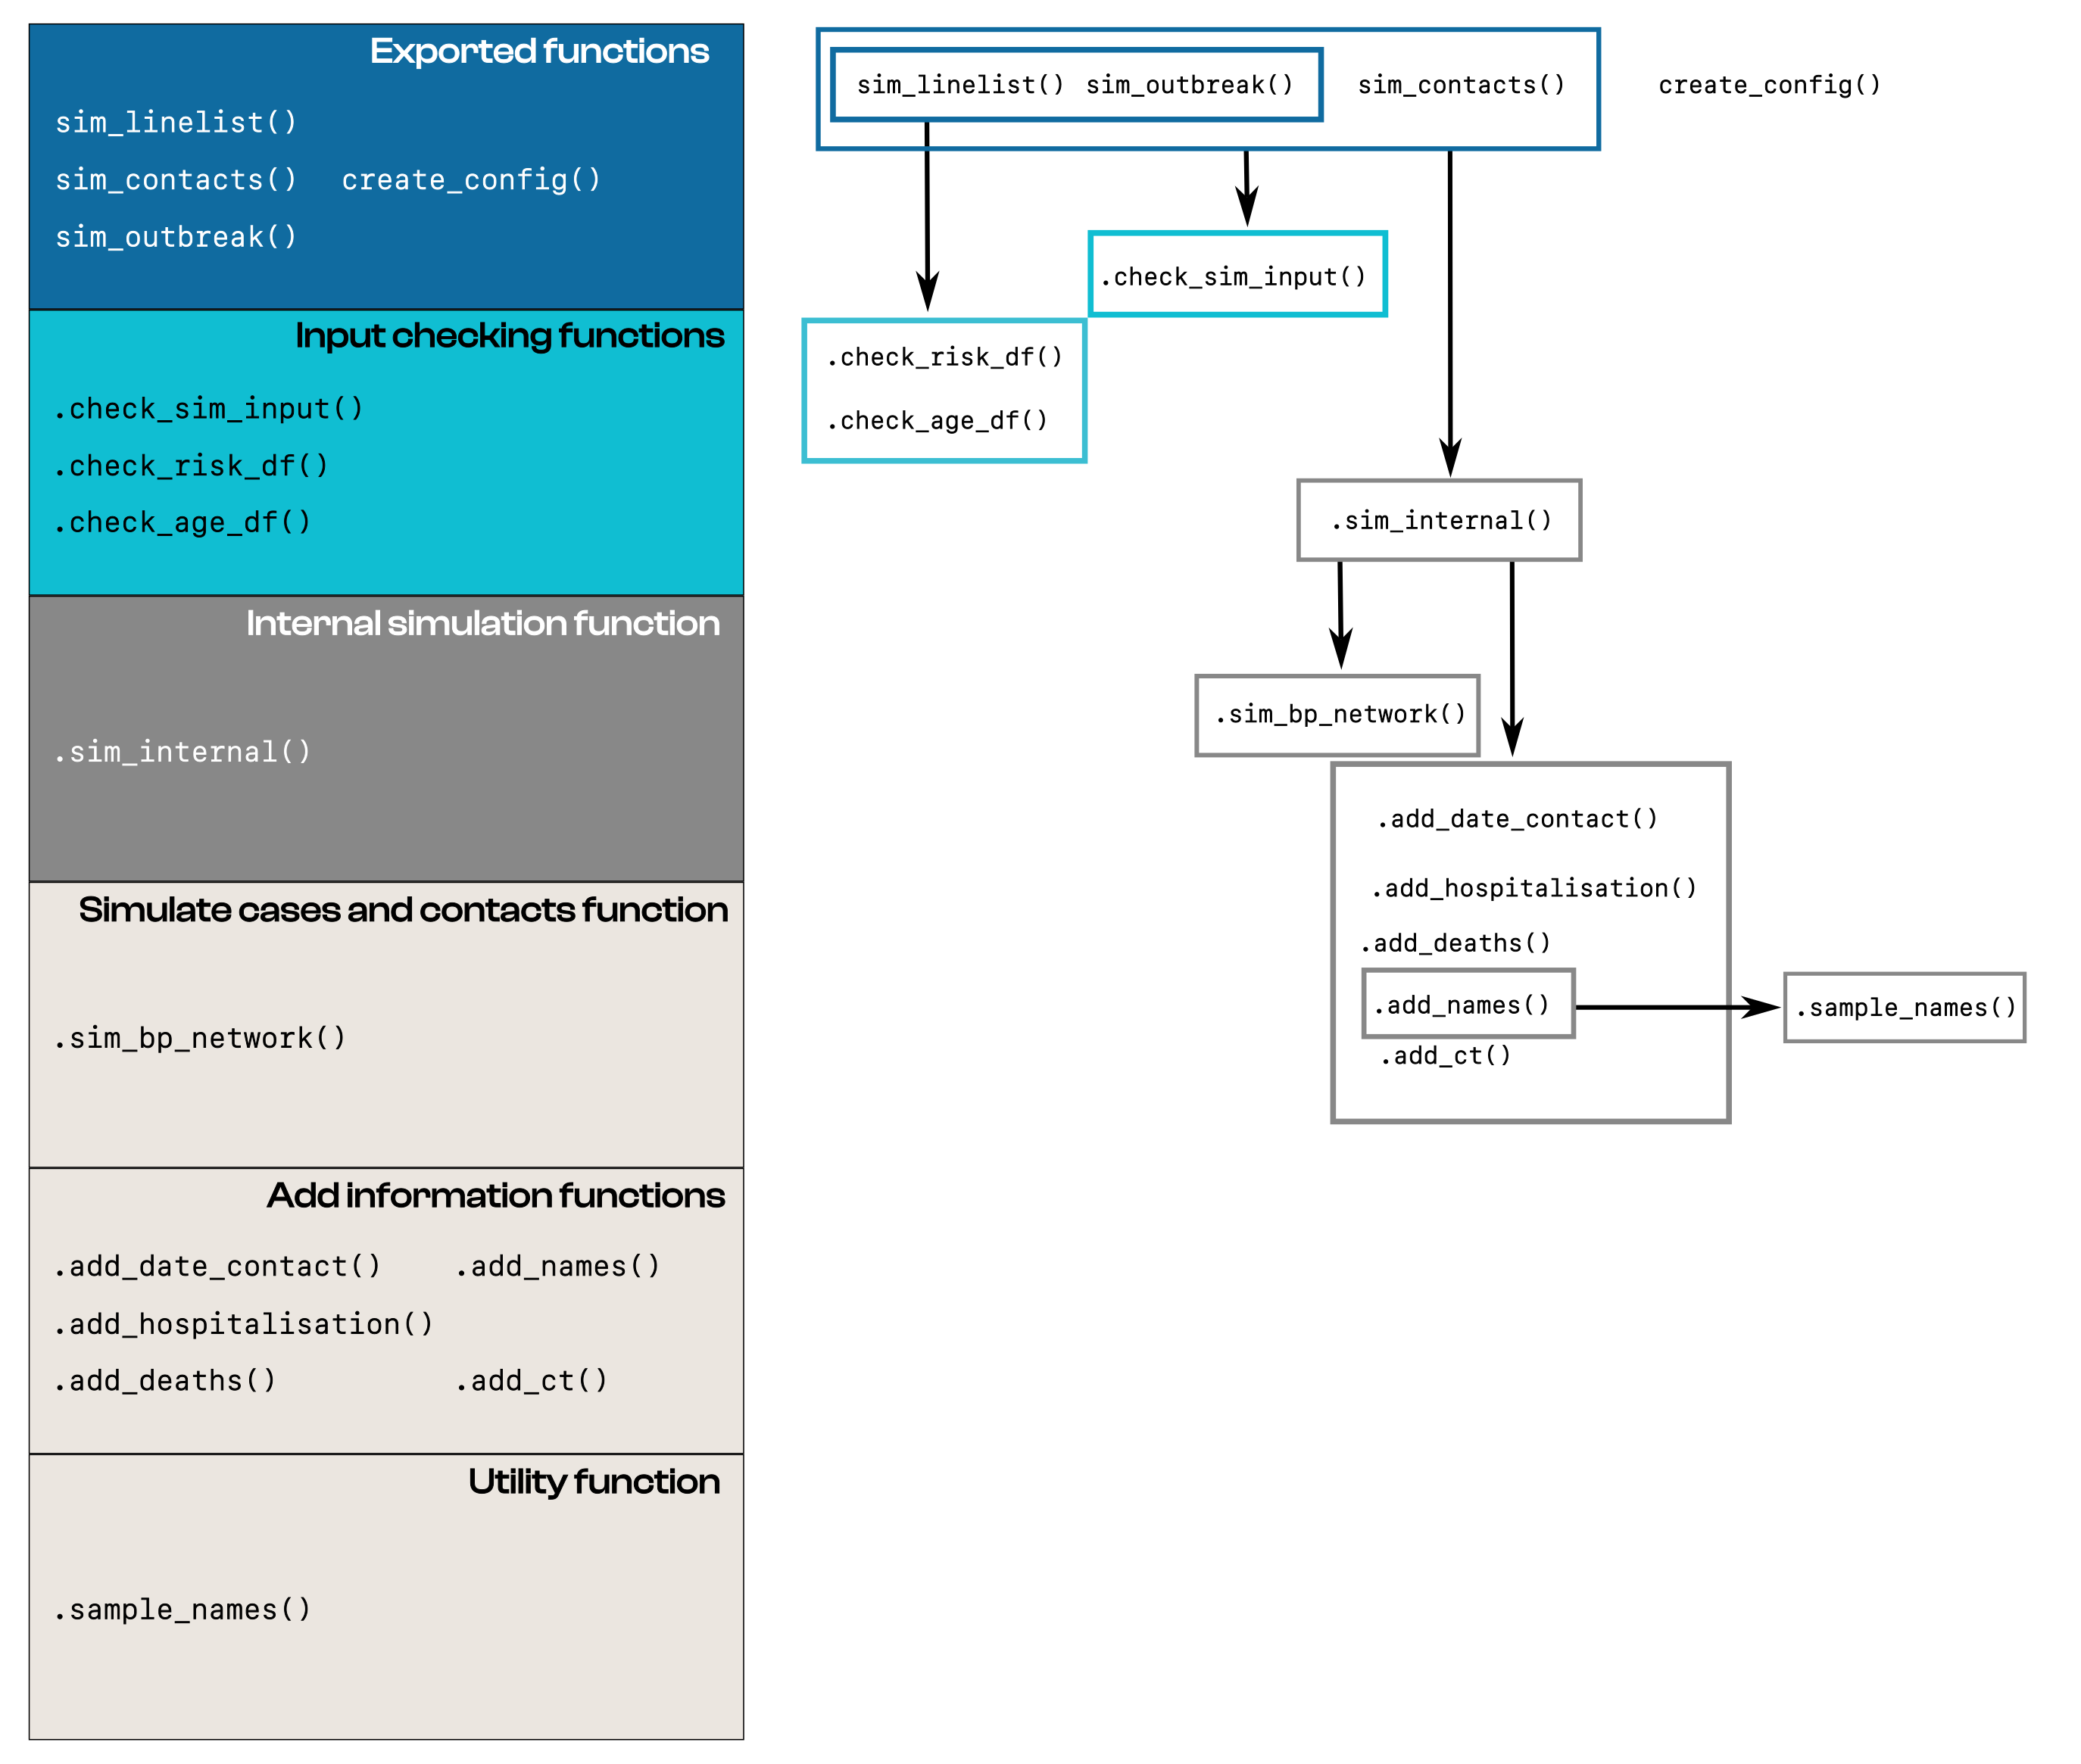 Exported functions
sim_linelist()
sim_contacts() create_config()
sim_outbreak()
Input checking functions
.check_sim_input()
.check_risk_df()
.check_age_df()
Internal simulation function
.sim_internal()
Simulate cases and contacts function
.sim_bp_network()
Add information functions
.add_date_contact() .add_names()
.add_hospitalisation()
.add_deaths() .add_ct()
Utility function
.sample_names()
sim_linelist() sim_outbreak() sim_contacts() create_config()
.check_sim_input()
.check_risk_df()
.check_age_df()
.sim_internal()
.sim_bp_network()
.add_date_contact()
.add_hospitalisation()
.add_deaths()
.add_names() .sample_names()
.add_ct()